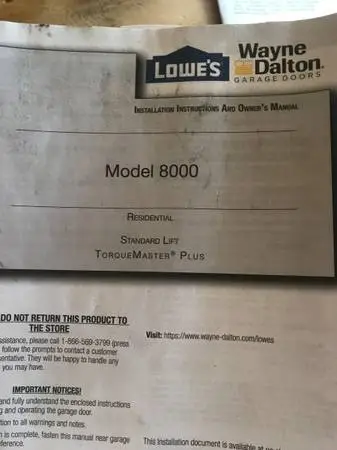 LOWE'S
Wayne
Dalton
GARAGE DOORS
INSTALLATION INSTRUCTIONS AND OWNER'S MANUAL
Model 8000
RESIDENTIAL
STANDARD LIFT
TORQUEMASTER® PLUS
DO NOT RETURN THIS PRODUCT TO
THE STORE
ssistance, please call 1-866-569-3799 (press
follow the prompts to contact a customer
sentative. They will be happy to handle any
you may have.
Visit: https://www.wayne-dalton.com/lowes
IMPORTANT NOTICES!
and fully understand the enclosed instructions
g and operating the garage door.
ntion to all warnings and notes.
n is complete, fasten this manual near garage
eference.
This Installation document is available at